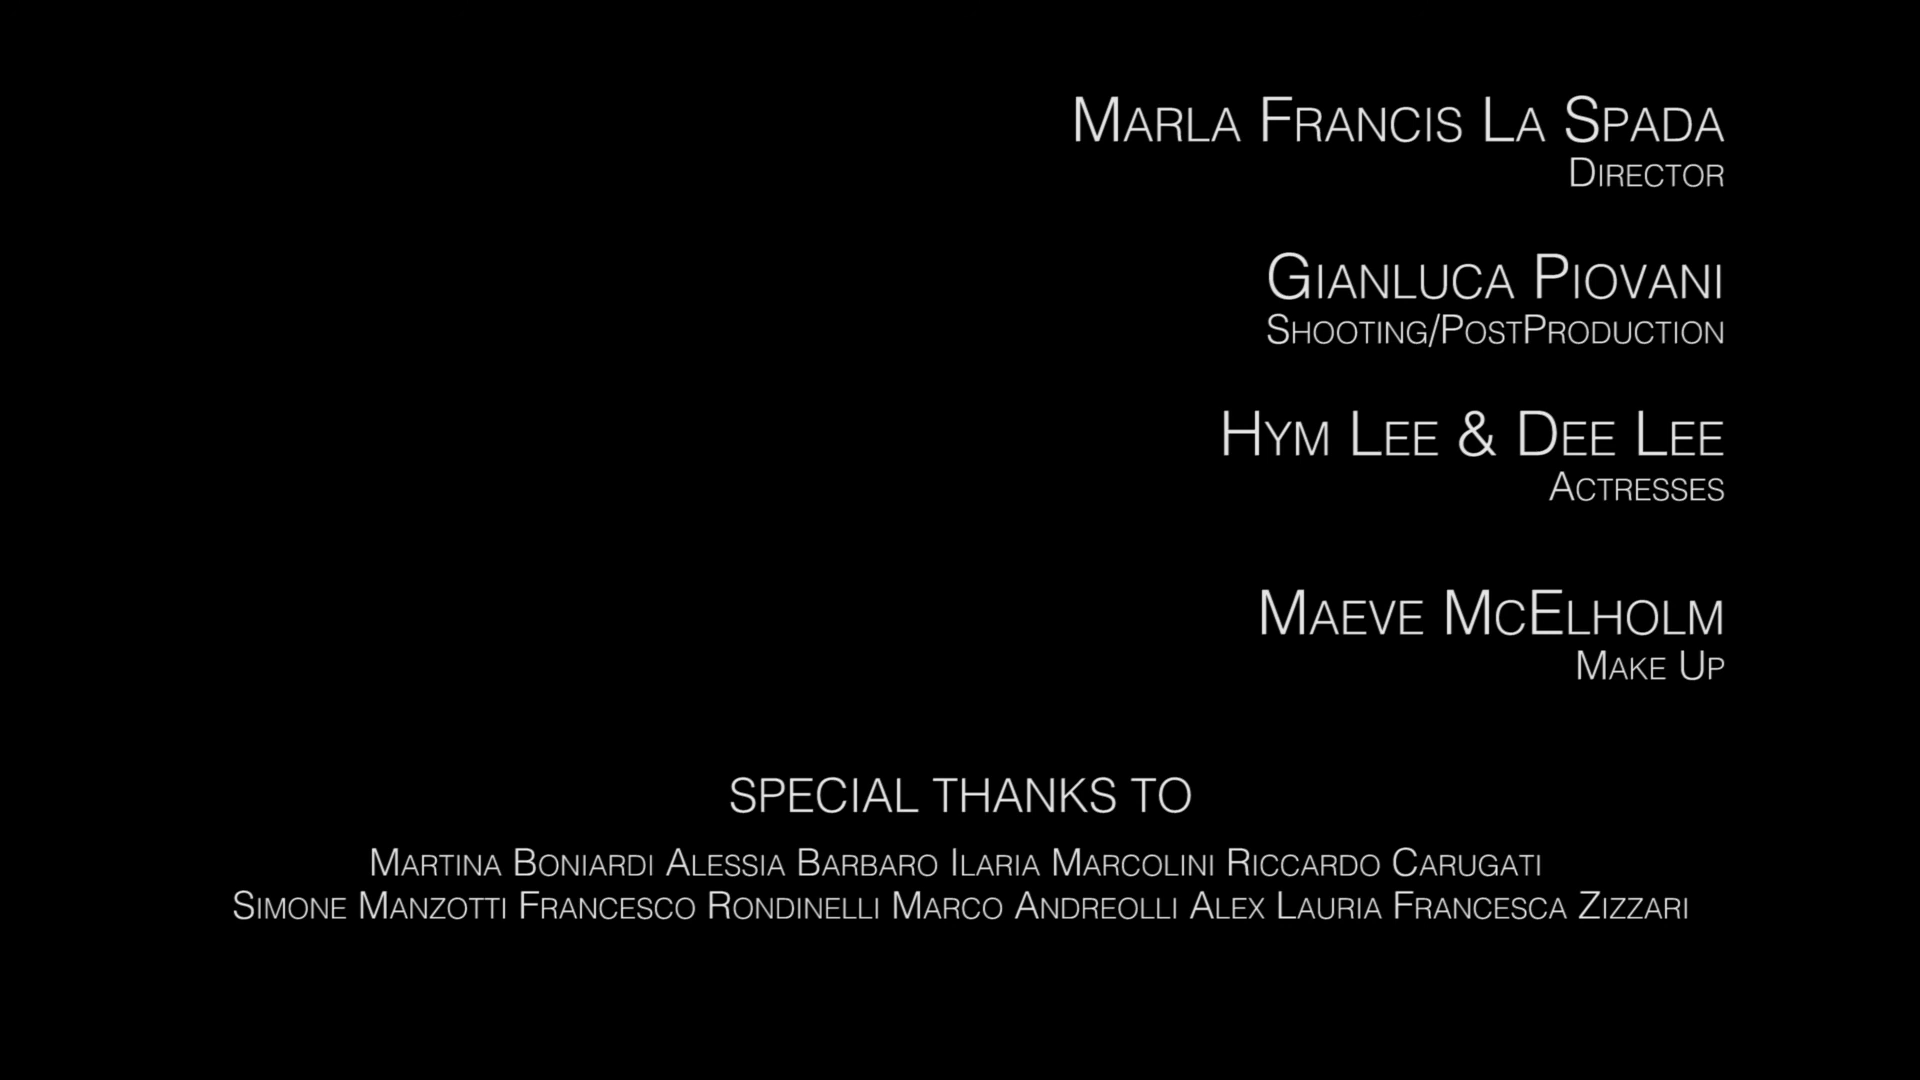 Marla Francis La Spada
Director
Gianluca Piovani
Shooting/PostProduction
Hym Lee & Dee Lee
Actresses
Maeve McElholm
Make Up
SPECIAL THANKS TO
Martina Boniardi Alessia Barbaro Ilaria Marcolini Riccardo Carugati
Simone Manzotti Francesco Rondinelli Marco Andreolli Alex Lauria Francesca Zizzari